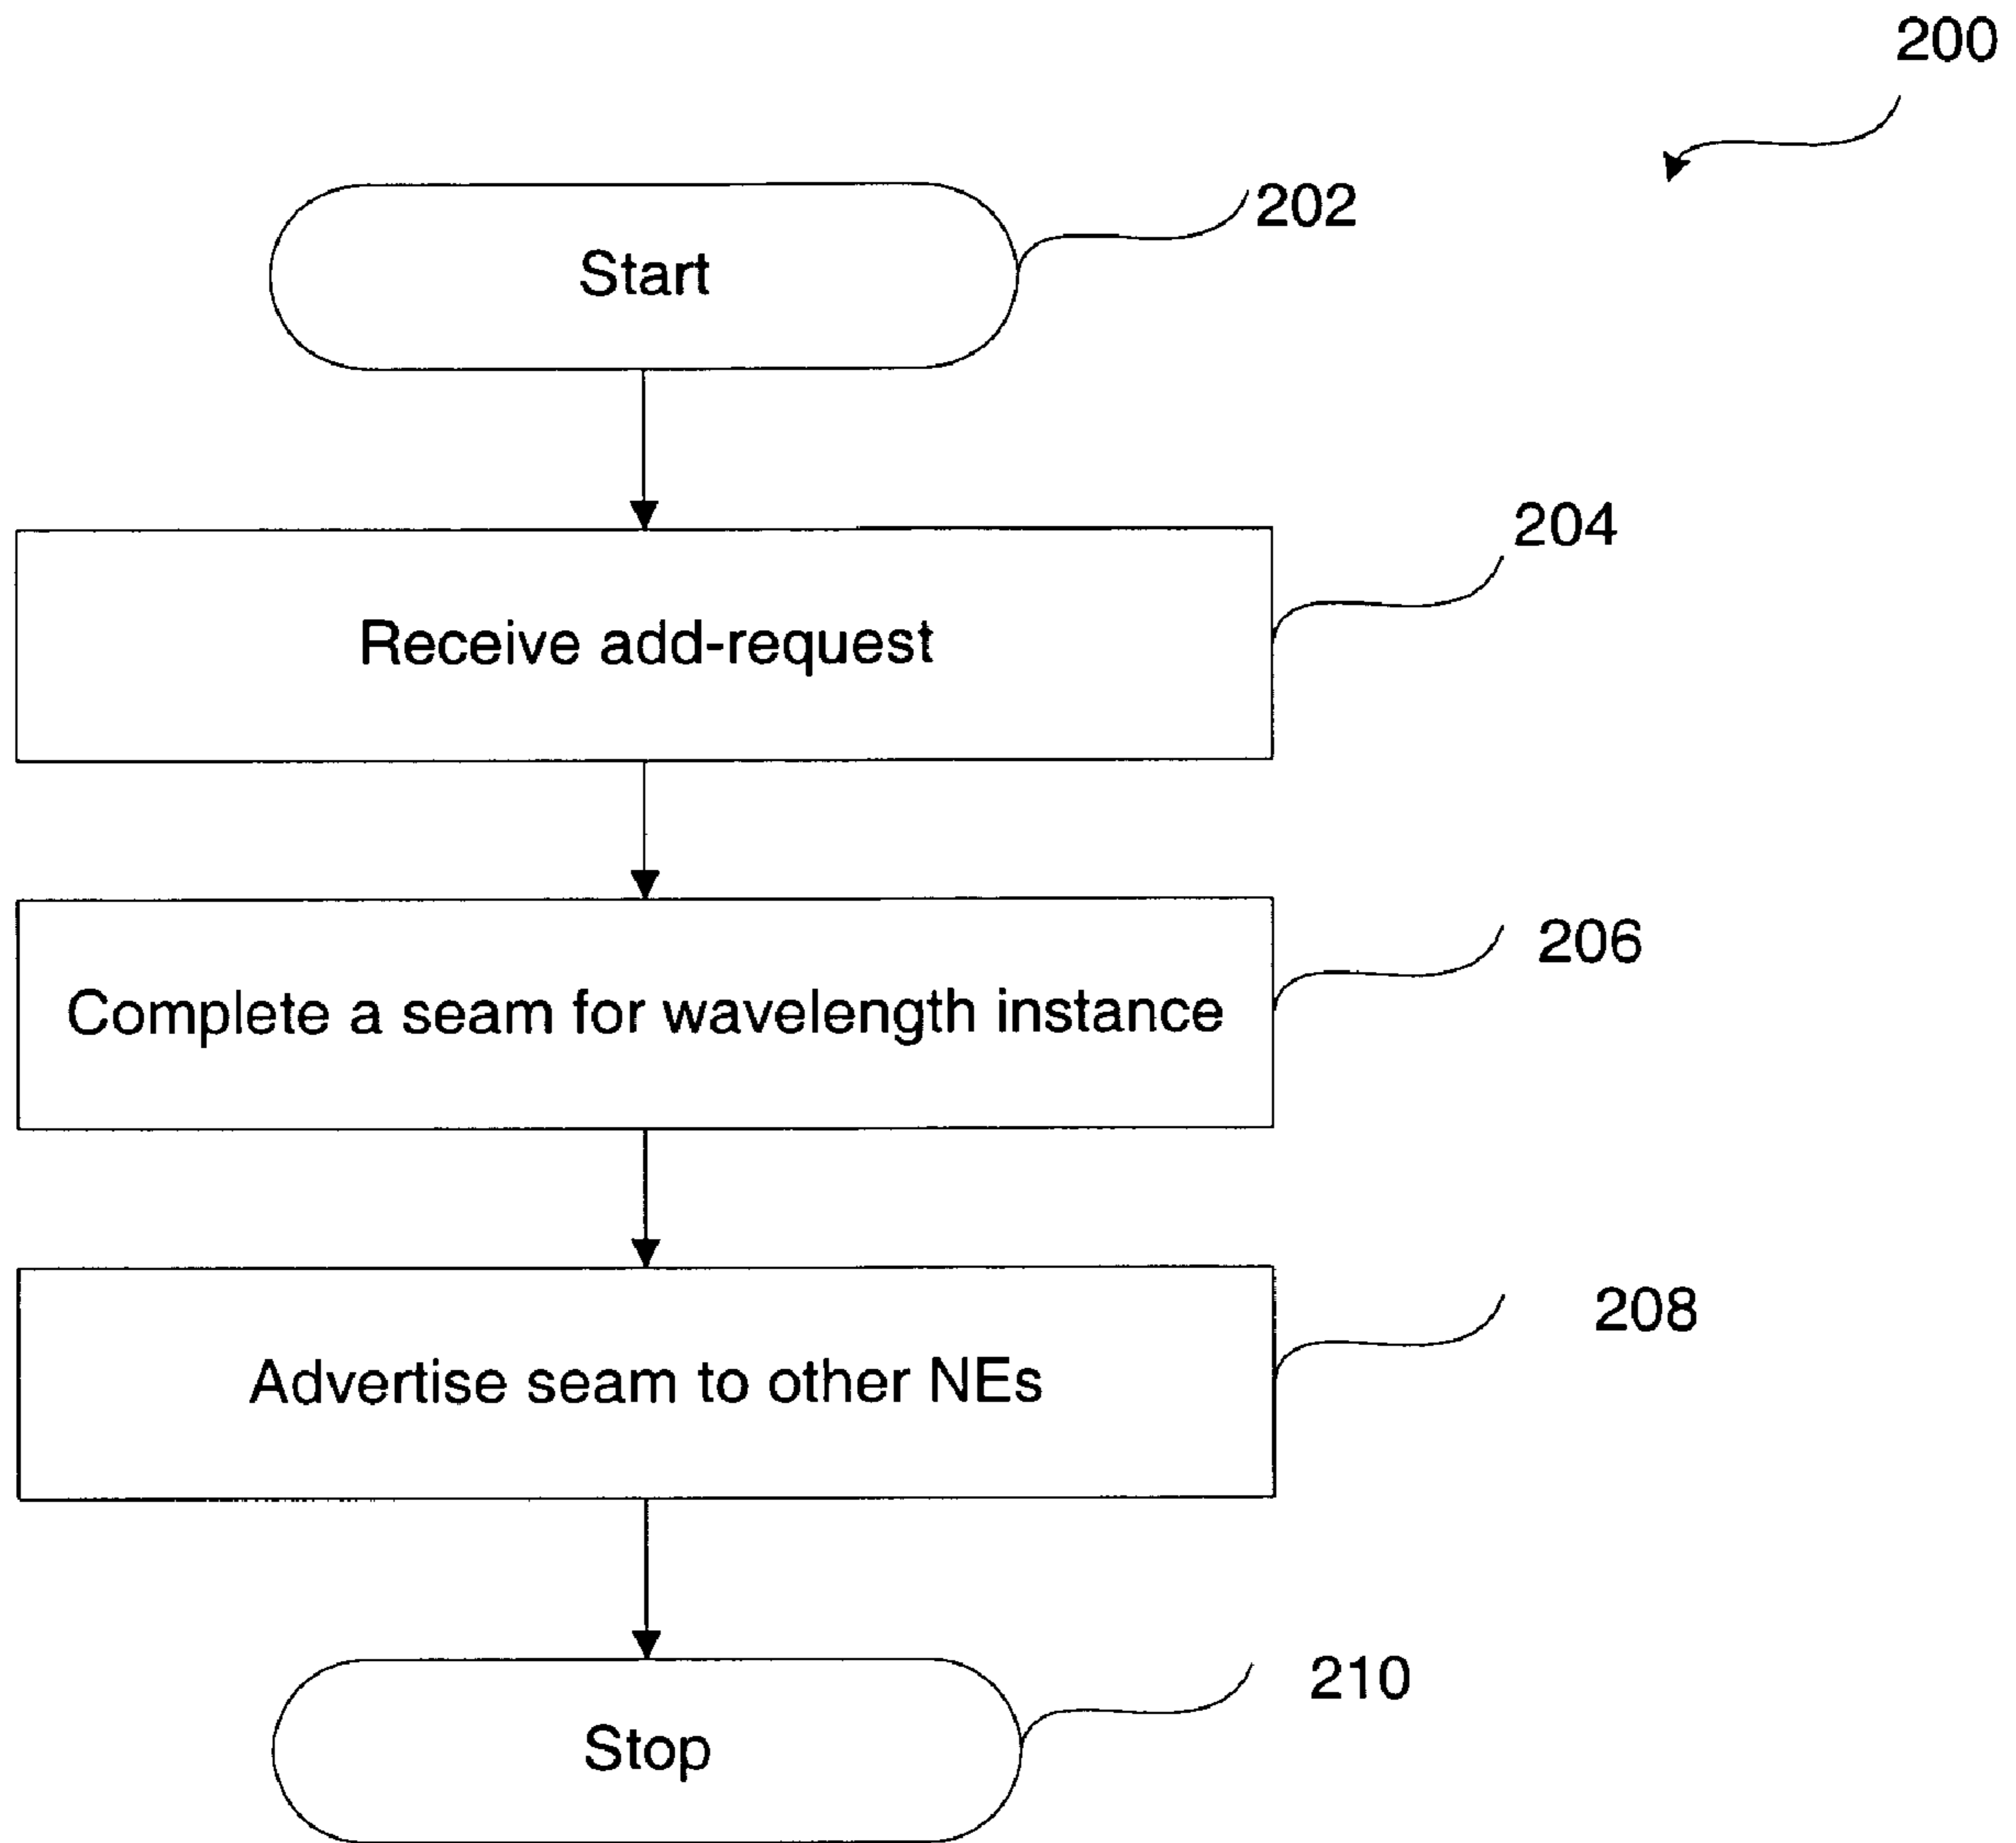 200
202
Start
204
Receive add-request
206
Complete a seam for wavelength instance
208
Advertise seam to other NEs
210
Stop